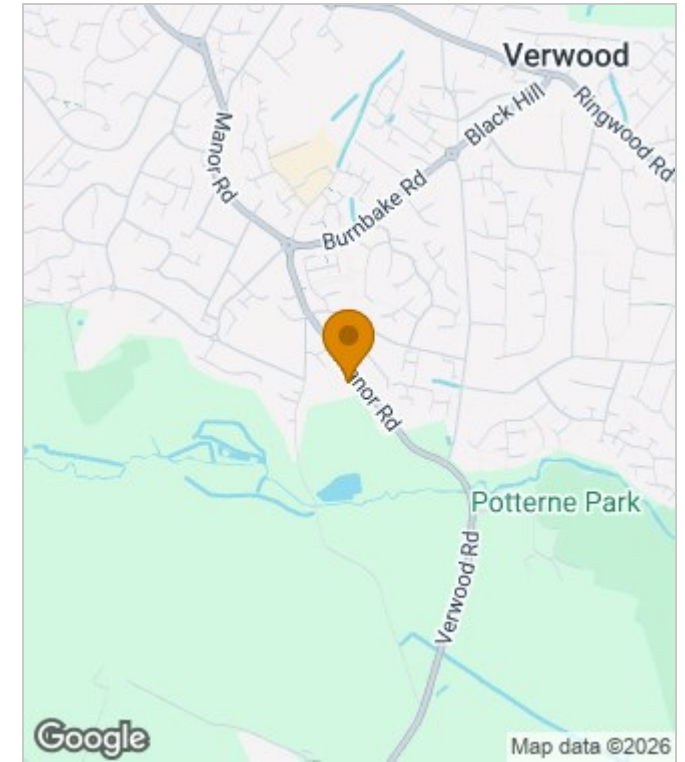 Verwood
Ringwood Rd
Black Hill
Manor Rd
Burnbake Rd
anor Rd
Potterne Park
Verwood Rd
Google
Map data ©2026